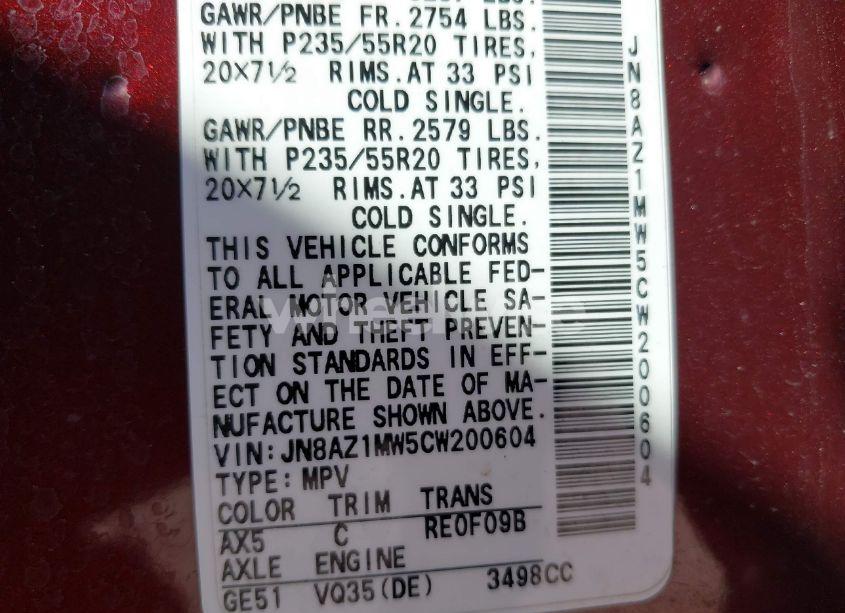 GAWR/PNBE FR. 2754 LBS.
WITH P235/55R20 TIRES,
20×7½ RIMS. AT 33 PSI
COLD SINGLE.
GAWR/PNBE RR. 2579 LBS.
WITH P235/55R20 TIRES,
20×7½ RIMS. AT 33 PSI
COLD SINGLE.
THIS VEHICLE CONFORMS
TO ALL APPLICABLE FED-
ERAL MOTOR VEHICLE SA-
FETY AND THEFT PREVEN-
TION STANDARDS IN EFF-
ECT ON THE DATE OF MA-
NUFACTURE SHOWN ABOVE.
VIN: JN8AZ1MW5CW200604
TYPE: MPV
COLOR TRIM TRANS
AX5 C RE0F09B
AXLE ENGINE
GE51 VQ35(DE) 3498CC
JN8AZ1MW5CW200604